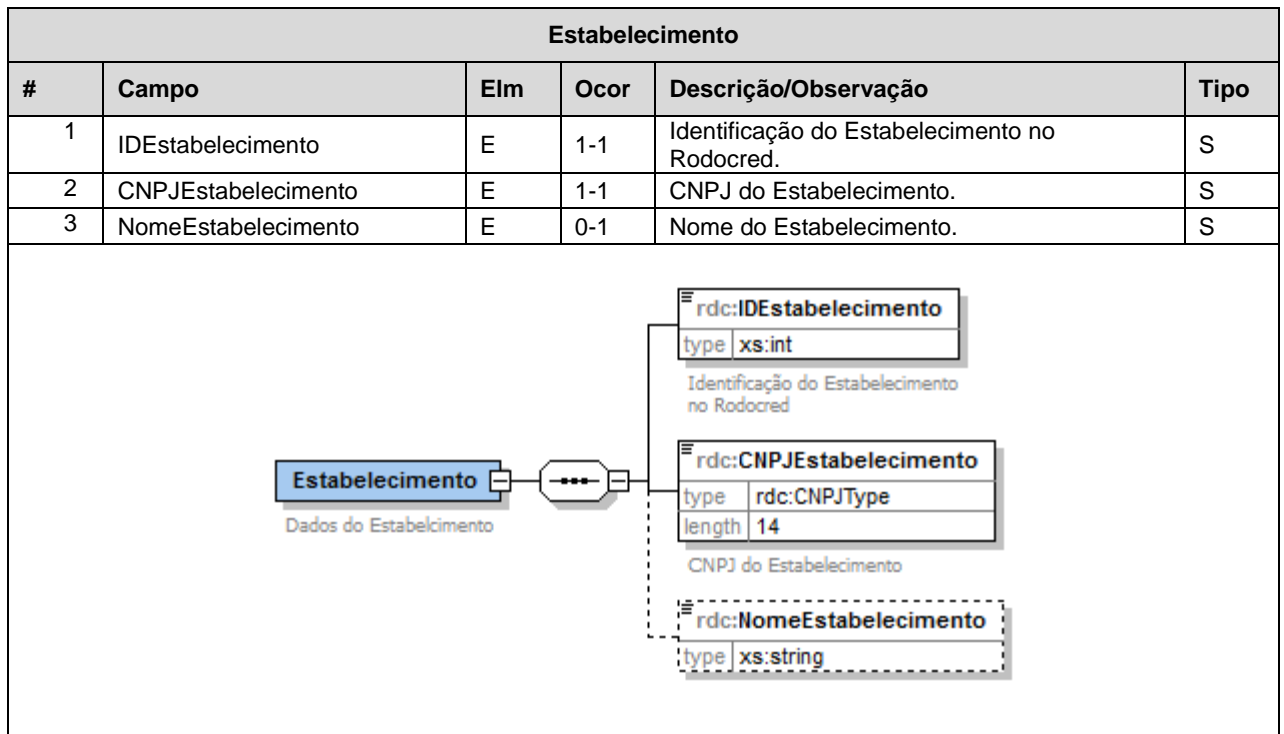 Estabelecimento
# Campo Elm Ocor Descrição/Observação Tipo
1 IDEstabelecimento E 1-1 Identificação do Estabelecimento no
Rodocred. S
2 CNPJEstabelecimento E 1-1 CNPJ do Estabelecimento. S
3 NomeEstabelecimento E 0-1 Nome do Estabelecimento. S
rdc:IDEstabelecimento
type xs:int
Identificação do Estabelecimento
no Rodocred
rdc:CNPJEstabelecimento
type rdc:CNPJType
length 14
CNPJ do Estabelecimento
Estabelecimento
Dados do Estabelcimento
rdc:NomeEstabelecimento
type xs:string